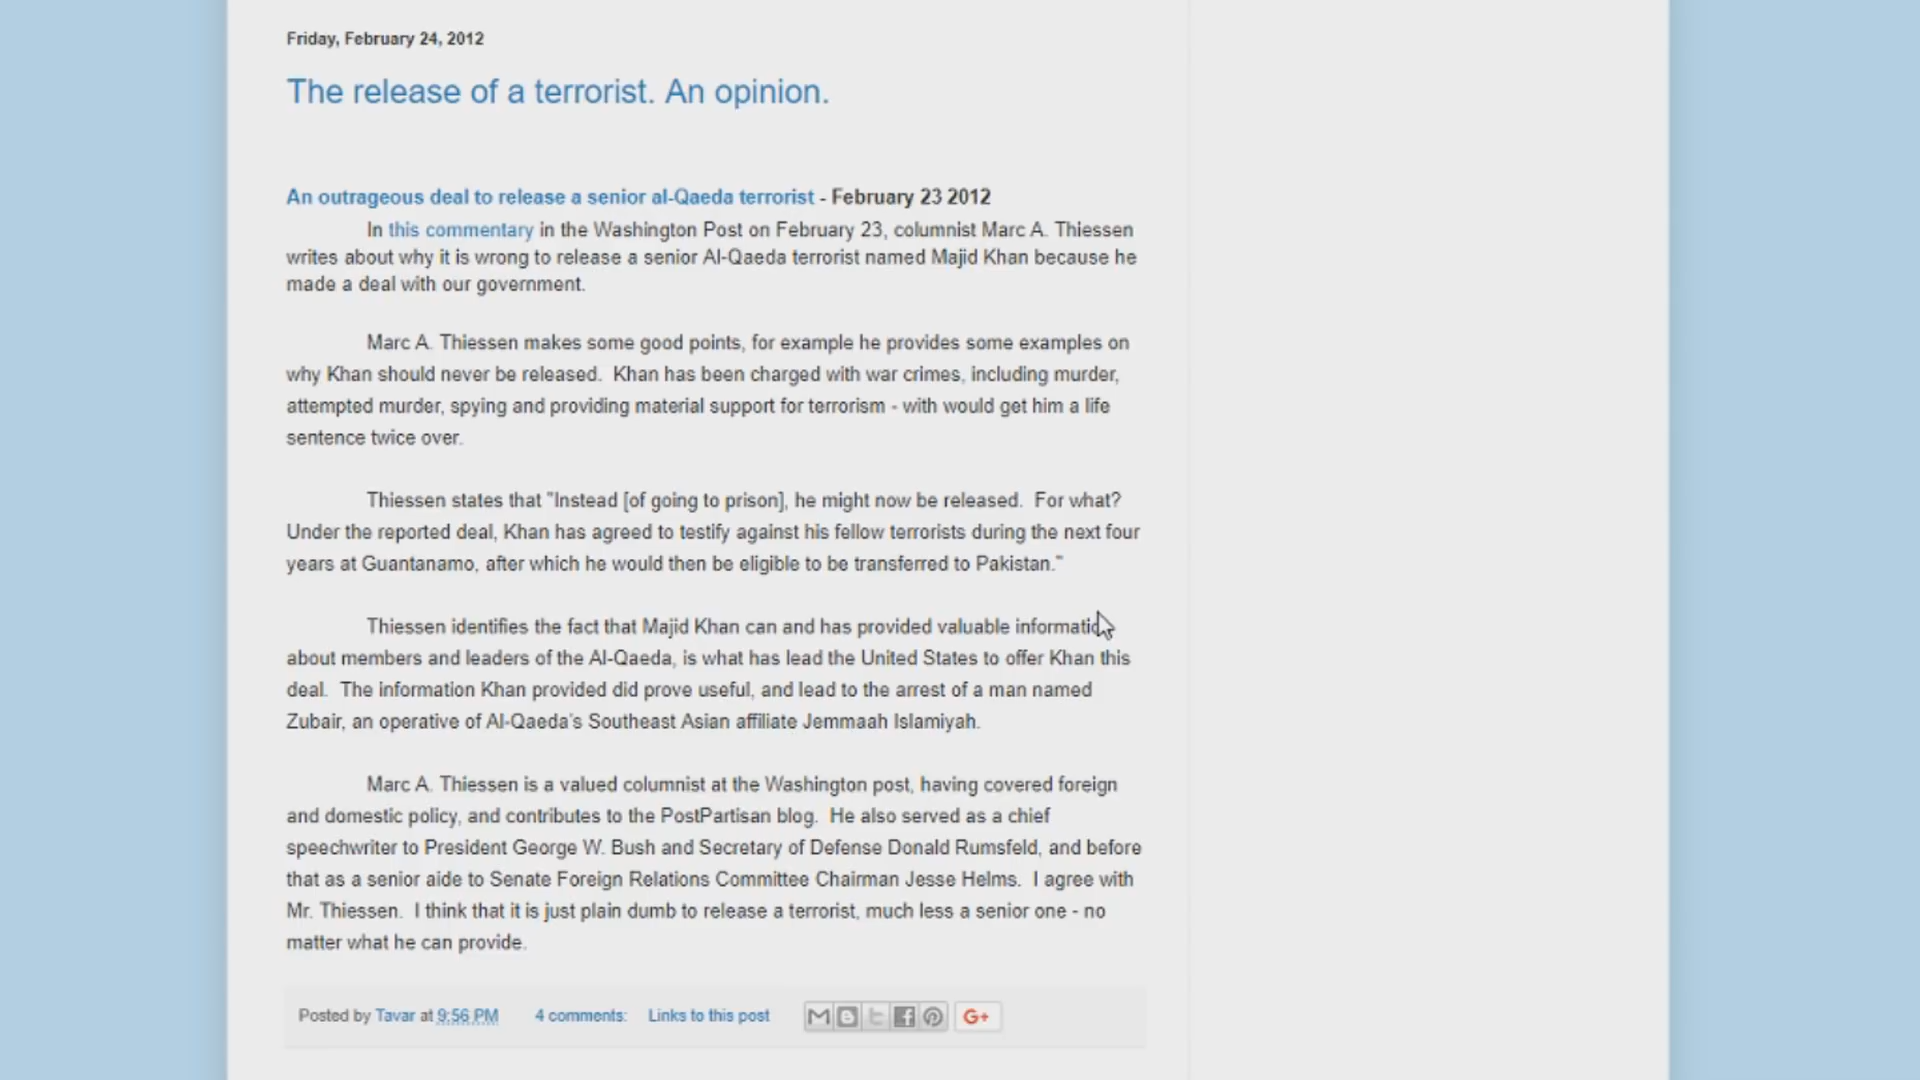 Friday, February 24, 2012
The release of a terrorist. An opinion.
An outrageous deal to release a senior al-Qaeda terrorist - February 23 2012
In this commentary in the Washington Post on February 23, columnist Marc A. Thiessen
writes about why it is wrong to release a senior Al-Qaeda terrorist named Majid Khan because he
made a deal with our government.
Marc A. Thiessen makes some good points, for example he provides some examples on
why Khan should never be released. Khan has been charged with war crimes, including murder,
attempted murder, spying and providing material support for terrorism - with would get him a life
sentence twice over.
Thiessen states that "Instead [of going to prison], he might now be released. For what?
Under the reported deal, Khan has agreed to testify against his fellow terrorists during the next four
years at Guantanamo, after which he would then be eligible to be transferred to Pakistan."
Thiessen identifies the fact that Majid Khan can and has provided valuable information
about members and leaders of the Al-Qaeda, is what has lead the United States to offer Khan this
deal. The information Khan provided did prove useful, and lead to the arrest of a man named
Zubair, an operative of Al-Qaeda's Southeast Asian affiliate Jemmaah Islamiyah.
Marc A. Thiessen is a valued columnist at the Washington post, having covered foreign
and domestic policy, and contributes to the PostPartisan blog. He also served as a chief
speechwriter to President George W. Bush and Secretary of Defense Donald Rumsfeld, and before
that as a senior aide to Senate Foreign Relations Committee Chairman Jesse Helms. I agree with
Mr. Thiessen. I think that it is just plain dumb to release a terrorist, much less a senior one - no
matter what he can provide.
Posted by Tavar at 9:56 PM 4 comments: Links to this post G+